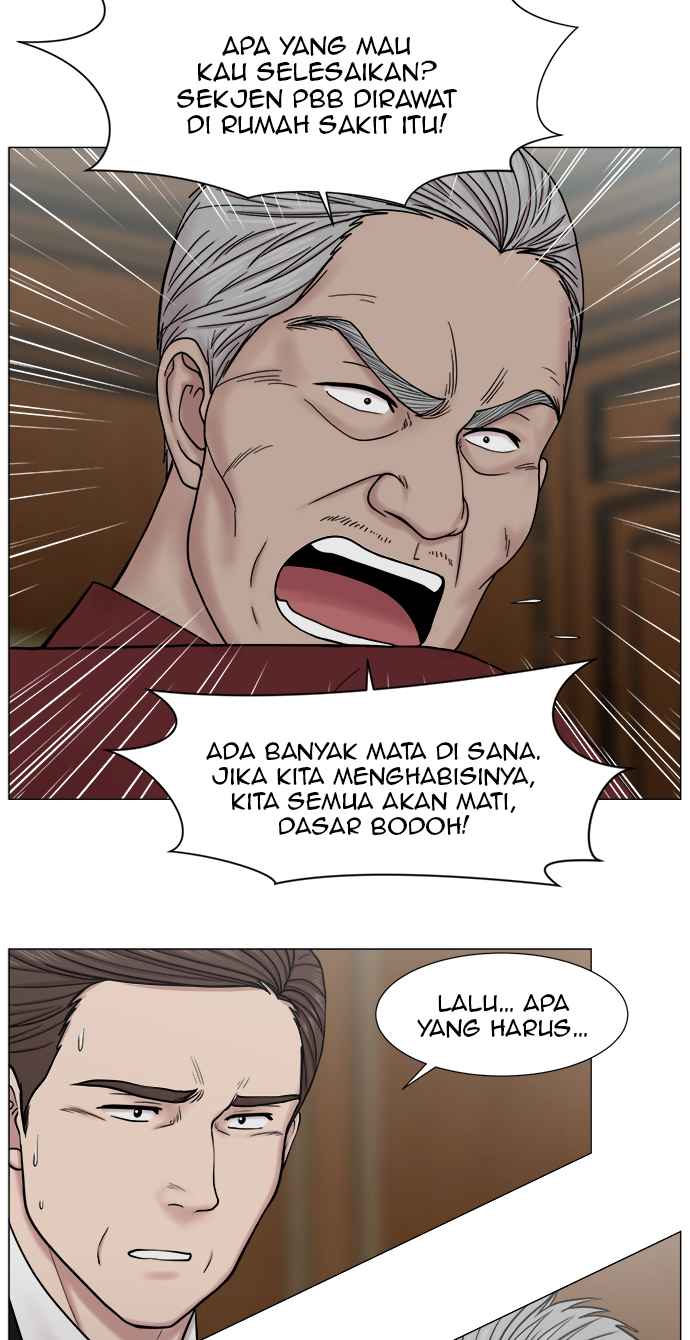 APA YANG MAU
KAU SELESAIKAN?
SEKJEN PBB DIRAWAT
DI RUMAH SAKIT ITU!
ADA BANYAK MATA DI SANA.
JIKA KITA MENGHABISINYA,
KITA SEMUA AKAN MATI,
DASAR BODOH!
LALU... APA
YANG HARUS...